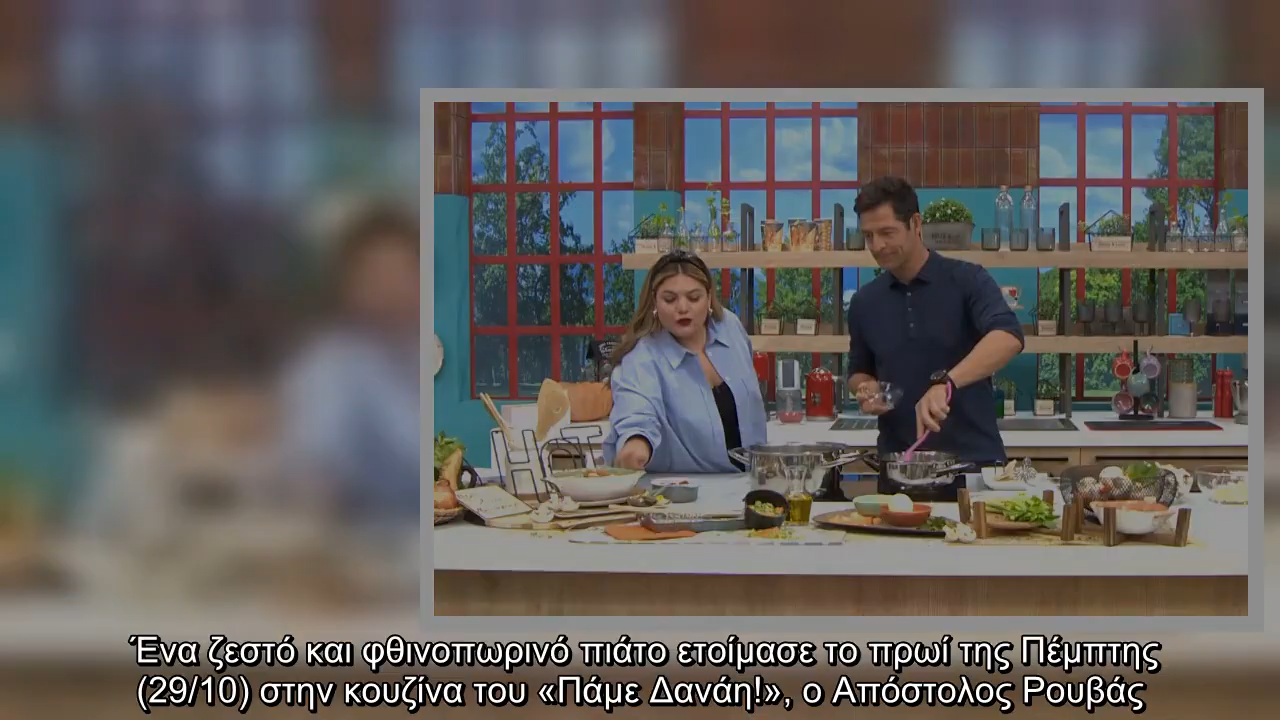 Ένα ζεστό και φθινοπωρινό πιάτο ετοίμασε το πρωί της Πέμπτης
(29/10) στην κουζίνα του «Πάμε Δανάη!», ο Απόστολος Ρουβάς